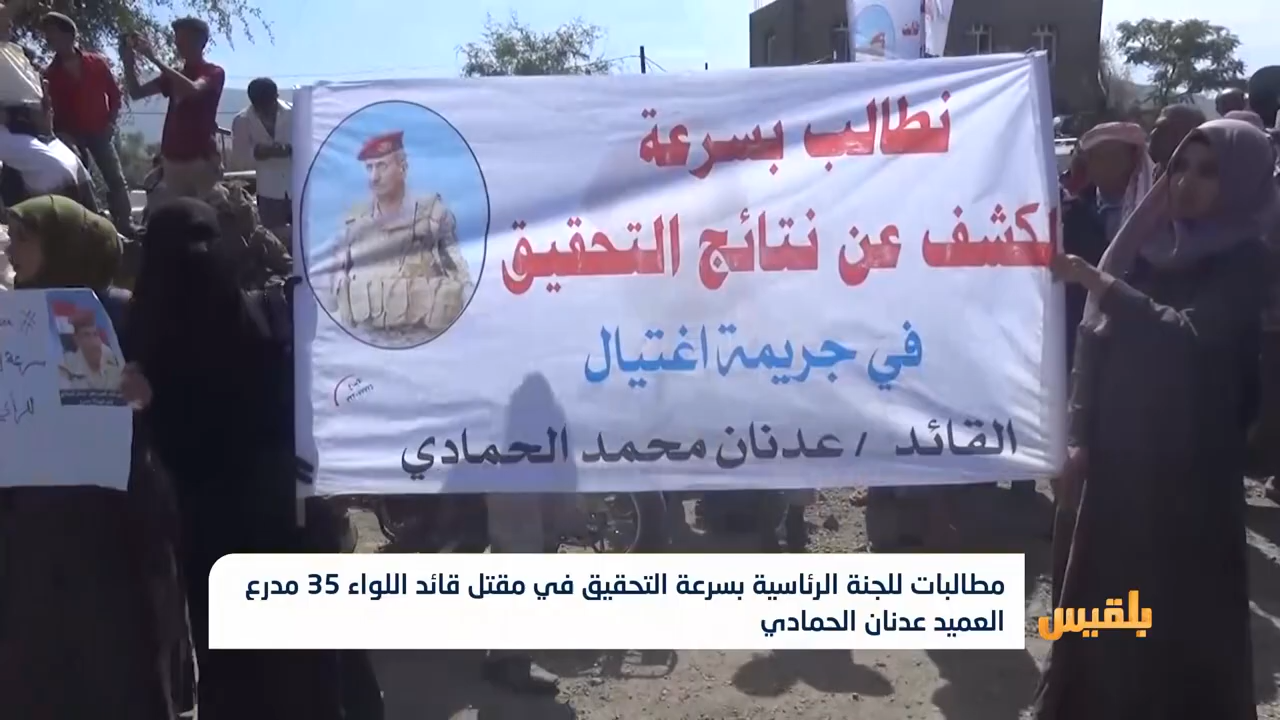 نطالب بسرعة
لكشف عن نتائج التحقيق
في جريمة اغتيال
القائد / عدنان محمد الحمادي
مطالبات للجنة الرئاسية بسرعة التحقيق في مقتل قائد اللواء 35 مدرع
العميد عدنان الحمادي
بلقيس